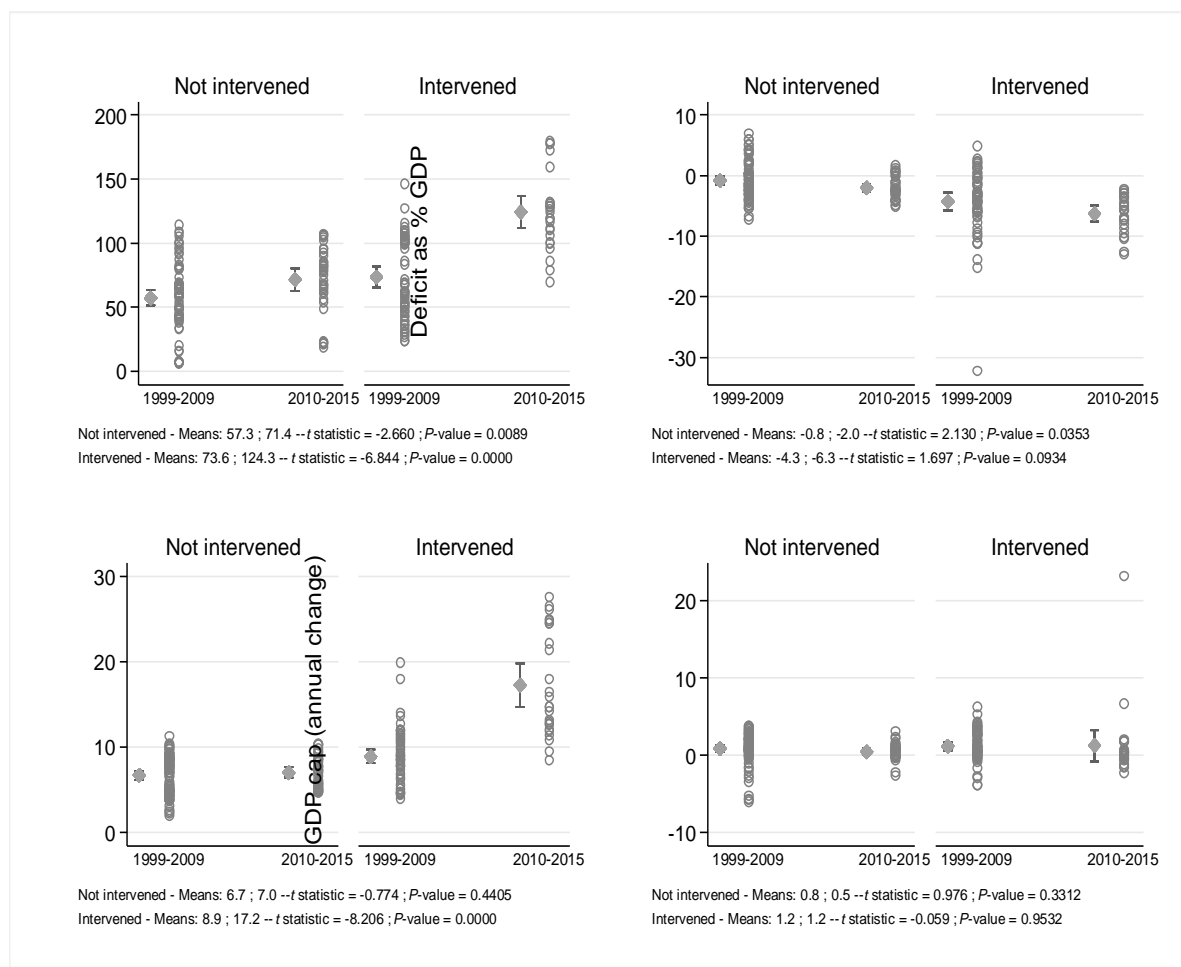 Not intervened
Intervened
200
150
100
50
0
1999-2009
2010-2015
1999-2009
2010-2015
Not intervened - Means: 57.3 ; 71.4 -- t statistic = -2.660 ; P-value = 0.0089
Intervened - Means: 73.6 ; 124.3 -- t statistic = -6.844 ; P-value = 0.0000
Deficit as % GDP
Not intervened
Intervened
10
0
-10
-20
-30
1999-2009
2010-2015
1999-2009
2010-2015
Not intervened - Means: -0.8 ; -2.0 -- t statistic = 2.130 ; P-value = 0.0353
Intervened - Means: -4.3 ; -6.3 -- t statistic = 1.697 ; P-value = 0.0934
Not intervened
Intervened
30
20
10
0
1999-2009
2010-2015
1999-2009
2010-2015
Not intervened - Means: 6.7 ; 7.0 -- t statistic = -0.774 ; P-value = 0.4405
Intervened - Means: 8.9 ; 17.2 -- t statistic = -8.206 ; P-value = 0.0000
GDP cap (annual change)
Not intervened
Intervened
20
10
0
-10
1999-2009
2010-2015
1999-2009
2010-2015
Not intervened - Means: 0.8 ; 0.5 -- t statistic = 0.976 ; P-value = 0.3312
Intervened - Means: 1.2 ; 1.2 -- t statistic = -0.059 ; P-value = 0.9532